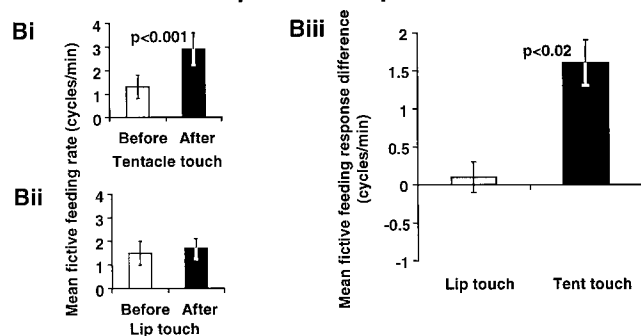 Bi
Mean fictive feeding rate (cycles/min)
4
3
2
1
0
p<0.001
Before After
Tentacle touch
Bii
4
3
2
1
0
Before After
Lip touch
Biii
Mean fictive feeding response difference
(cycles/min)
2
1.5
1
0.5
0
-0.5
-1
p<0.02
Lip touch Tent touch